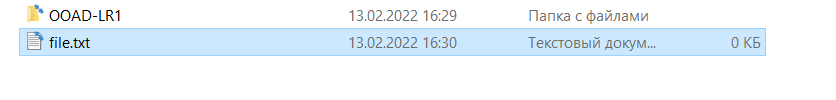 OOAD-LR1 13.02.2022 16:29 Папка с файлами
file.txt 13.02.2022 16:30 Текстовый докум... 0 КБ